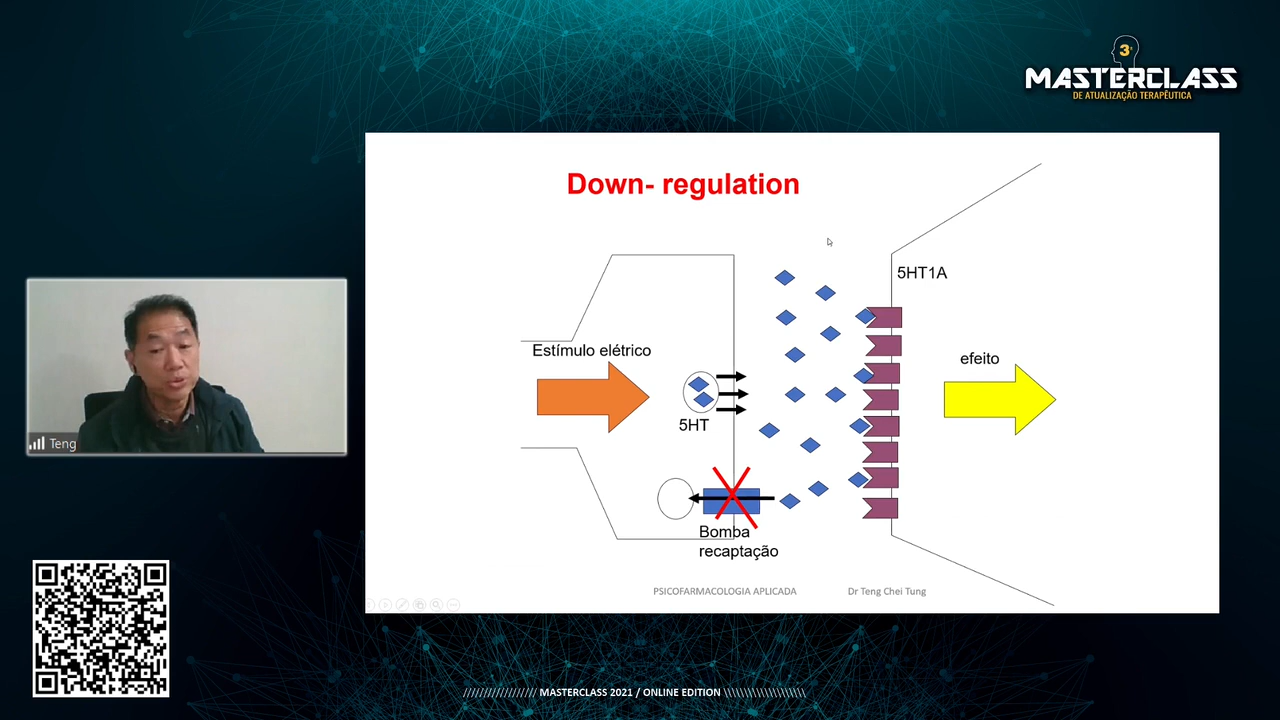 3ª
MASTERCLASS
DE ATUALIZAÇÃO TERAPÊUTICA
Down- regulation
5HT1A
Estímulo elétrico
efeito
5HT
Teng
Bomba
recaptação
PSICOFARMACOLOGIA APLICADA
Dr Teng Chei Tung
/////////////////// MASTERCLASS 2021 / ONLINE EDITION \\\\\\\\\\\\\\\\\\\\\